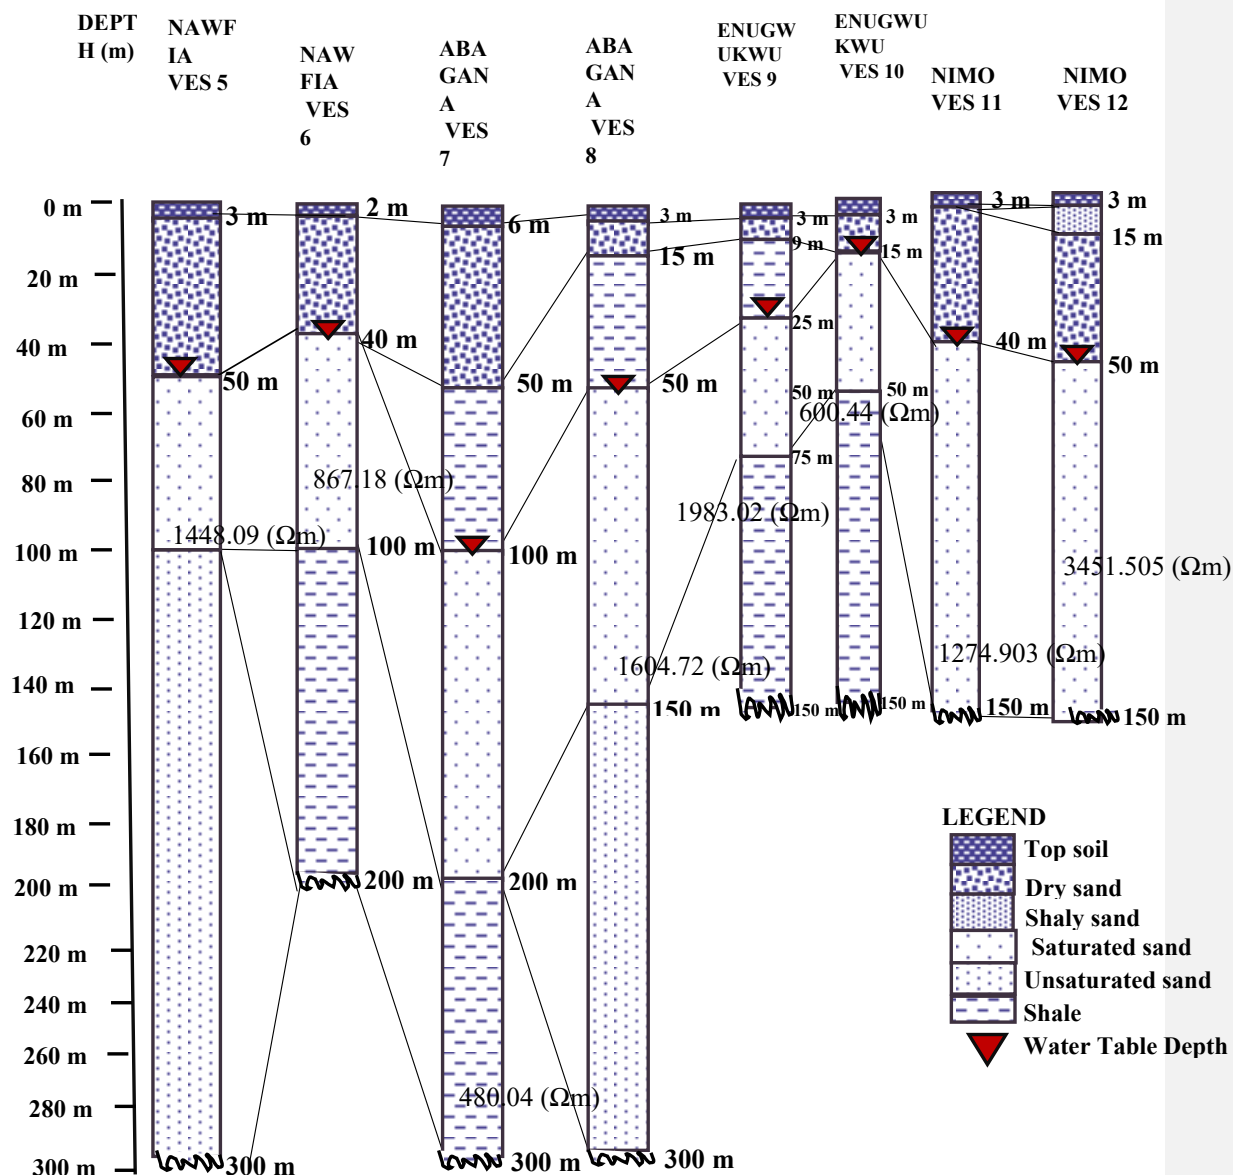 DEPT
H (m)
NAWF
IA
VES 5
NAW
FIA
VES
6
ABA
GAN
A
VES
7
ABA
GAN
A
VES
8
ENUGW
UKWU
VES 9
ENUGWU
KWU
VES 10
NIMO
VES 11
NIMO
VES 12
0 m
20 m
40 m
60 m
80 m
100 m
120 m
140 m
160 m
180 m
200 m
220 m
240 m
260 m
280 m
300 m
3 m
50 m
1448.09 (Ωm)
300 m
2 m
40 m
867.18 (Ωm)
100 m
200 m
6 m
50 m
100 m
200 m
480.04 (Ωm)
300 m
3 m
15 m
50 m
1604.72 (Ωm)
150 m
300 m
3 m
9 m
25 m
50 m
75 m
1983.02 (Ωm)
150 m
3 m
15 m
50 m
600.44 (Ωm)
150 m
3 m
40 m
1274.903 (Ωm)
150 m
3 m
15 m
50 m
3451.505 (Ωm)
150 m
LEGEND
Top soil
Dry sand
Shaly sand
Saturated sand
Unsaturated sand
Shale
Water Table Depth